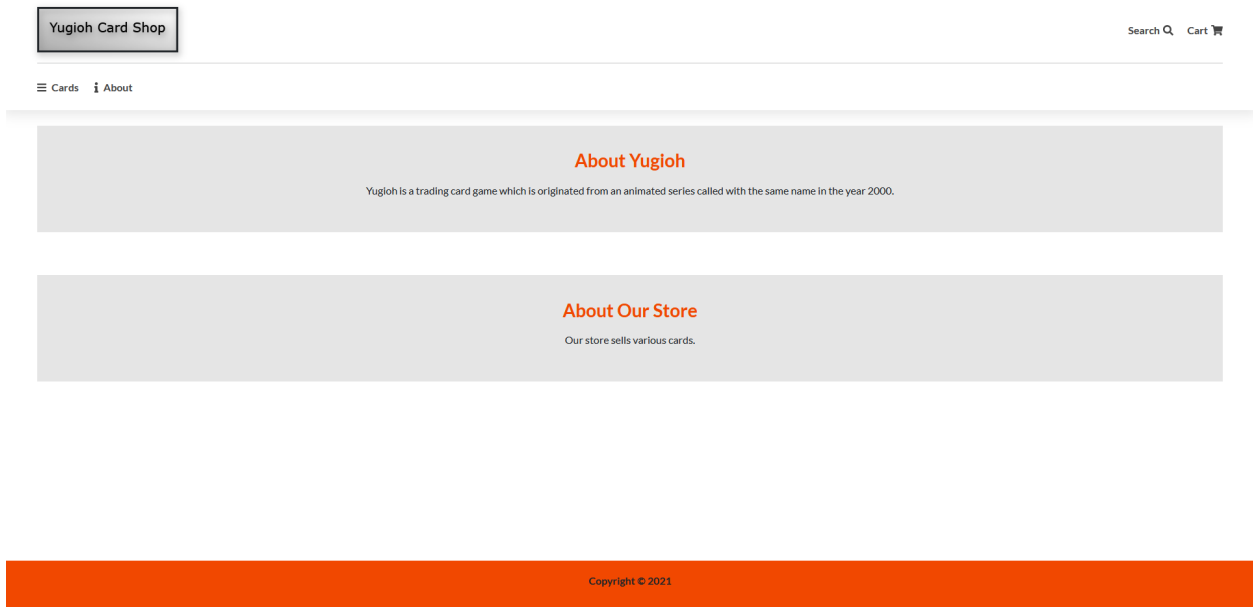 Yugioh Card Shop
Search
Cart
Cards
About
About Yugioh
Yugioh is a trading card game which is originated from an animated series called with the same name in the year 2000.
About Our Store
Our store sells various cards.
Copyright © 2021